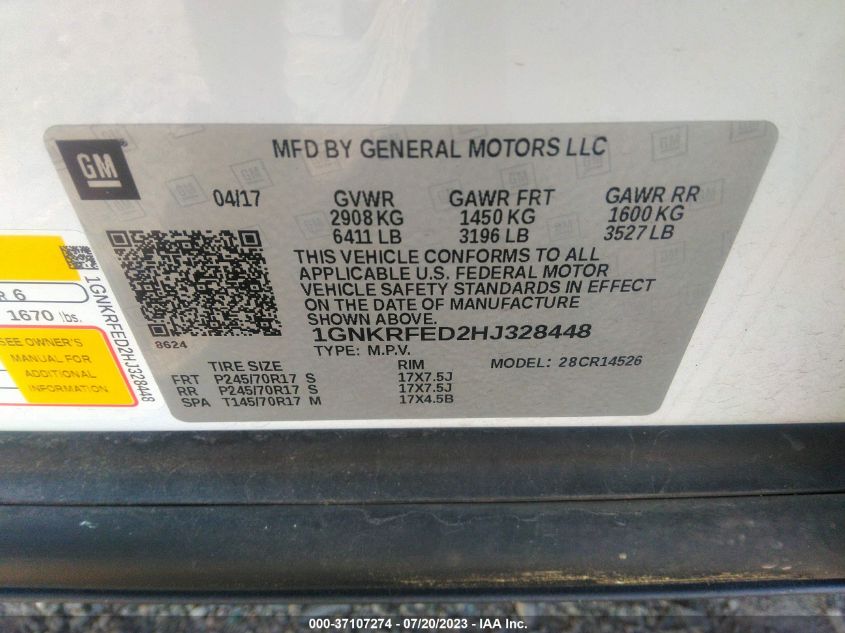 GM
MFD BY GENERAL MOTORS LLC
04/17 GVWR GAWR FRT GAWR RR
2908 KG 1450 KG 1600 KG
6411 LB 3196 LB 3527 LB
THIS VEHICLE CONFORMS TO ALL
APPLICABLE U.S. FEDERAL MOTOR
VEHICLE SAFETY STANDARDS IN EFFECT
ON THE DATE OF MANUFACTURE
SHOWN ABOVE.
8624
1GNKRFED2HJ328448
TYPE: M.P.V. MODEL: 28CR14526
TIRE SIZE RIM
FRT P245/70R17 S 17X7.5J
RR P245/70R17 S 17X7.5J
SPA T145/70R17 M 17X4.5B
R 6
1670 lbs.
SEE OWNER'S
MANUAL FOR
ADDITIONAL
INFORMATION
1GNKRFED2HJ328448
000-37107274 - 07/20/2023 - IAAI Inc.